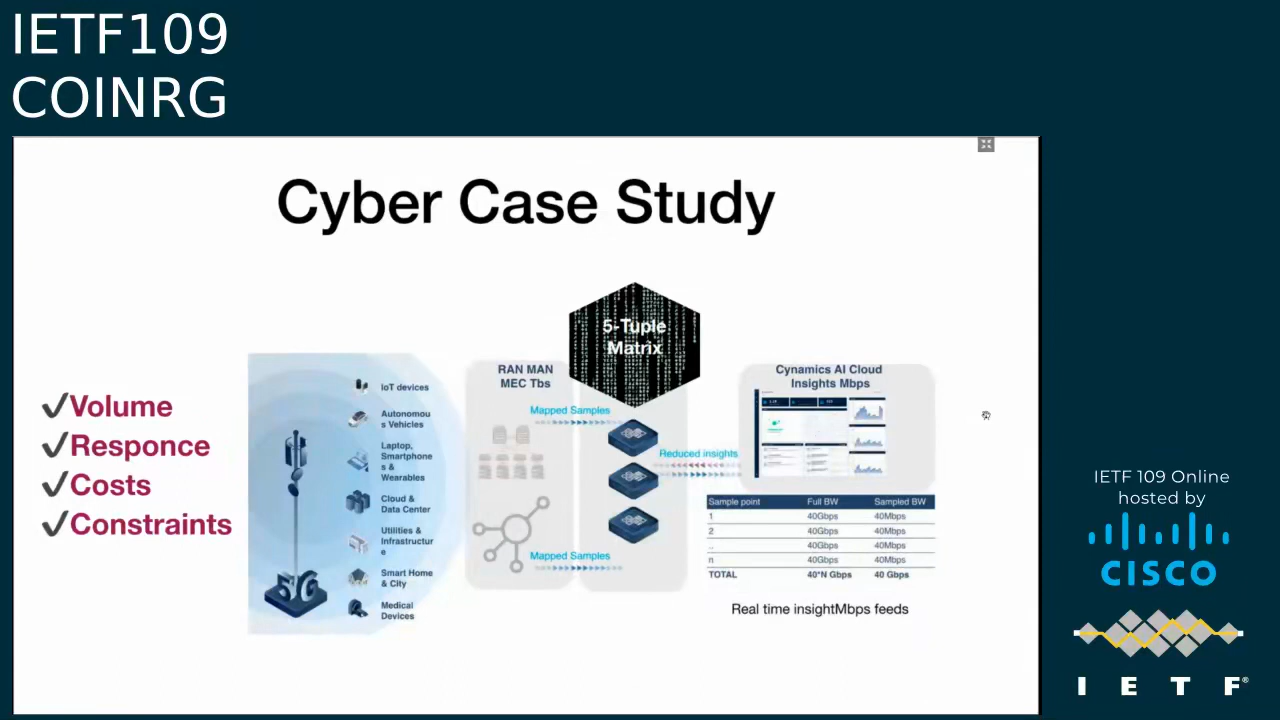 IETF109
COINRG
Cyber Case Study
5-Tuple
Matrix
✓Volume
✓Responce
✓Costs
✓Constraints
5G
IoT devices
Autonomou
s Vehicles
Laptop,
Smartphone
s &
Wearables
Cloud &
Data Center
Utilities &
Infrastructur
e
Smart Home
& City
Medical
Devices
RAN MAN
MEC Tbs
Mapped Samples
Mapped Samples
Reduced insights
Cynamics AI Cloud
Insights Mbps
Sample point Full BW Sampled BW
1 40Gbps 40Mbps
2 40Gbps 40Mbps
.. 40Gbps 40Mbps
n 40Gbps 40Mbps
TOTAL 40*N Gbps 40 Gbps
Real time insightMbps feeds
IETF 109 Online
hosted by
CISCO
I E T F®